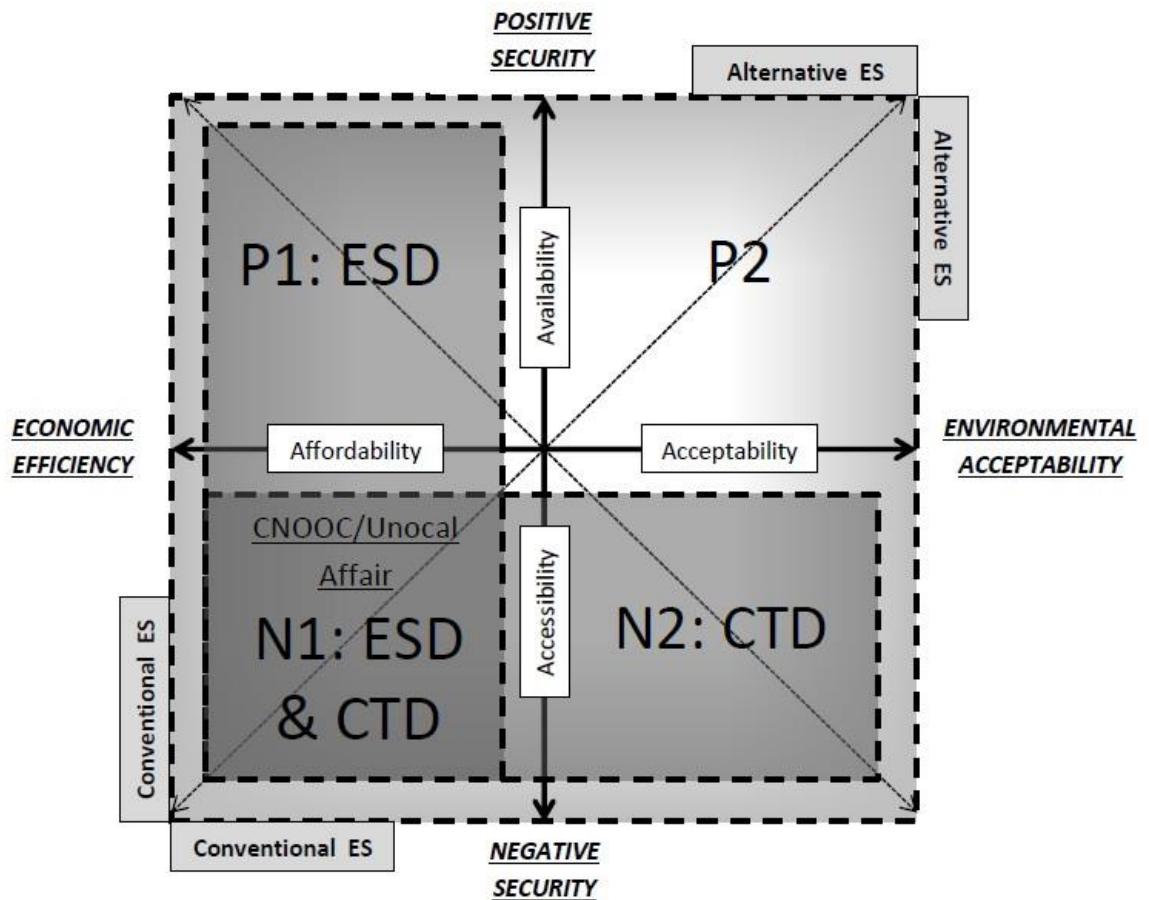 POSITIVE
SECURITY
Alternative ES
Alternative ES
P1: ESD
P2
Availability
ECONOMIC
EFFICIENCY
Affordability
Acceptability
ENVIRONMENTAL
ACCEPTABILITY
CNOOC/Unocal
Affair
N1: ESD
& CTD
Accessibility
N2: CTD
Conventional ES
Conventional ES
NEGATIVE
SECURITY